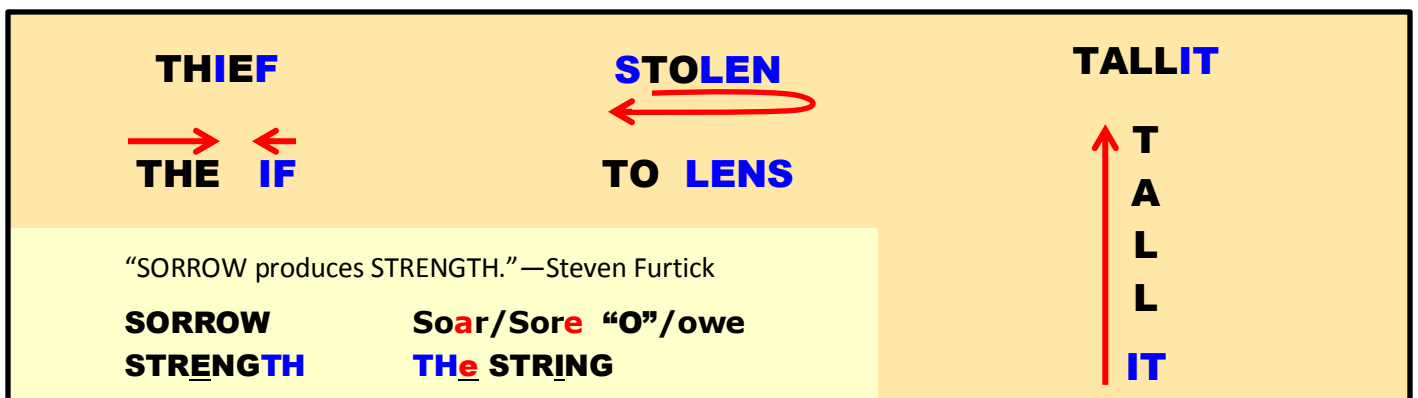 THIEF
THE IF
STOLEN
TO LENS
TALLIT
T
A
L
L
IT
“SORROW produces STRENGTH.”—Steven Furtick
SORROW Soar/Sore “O”/owe
STRENGTH THe STRING